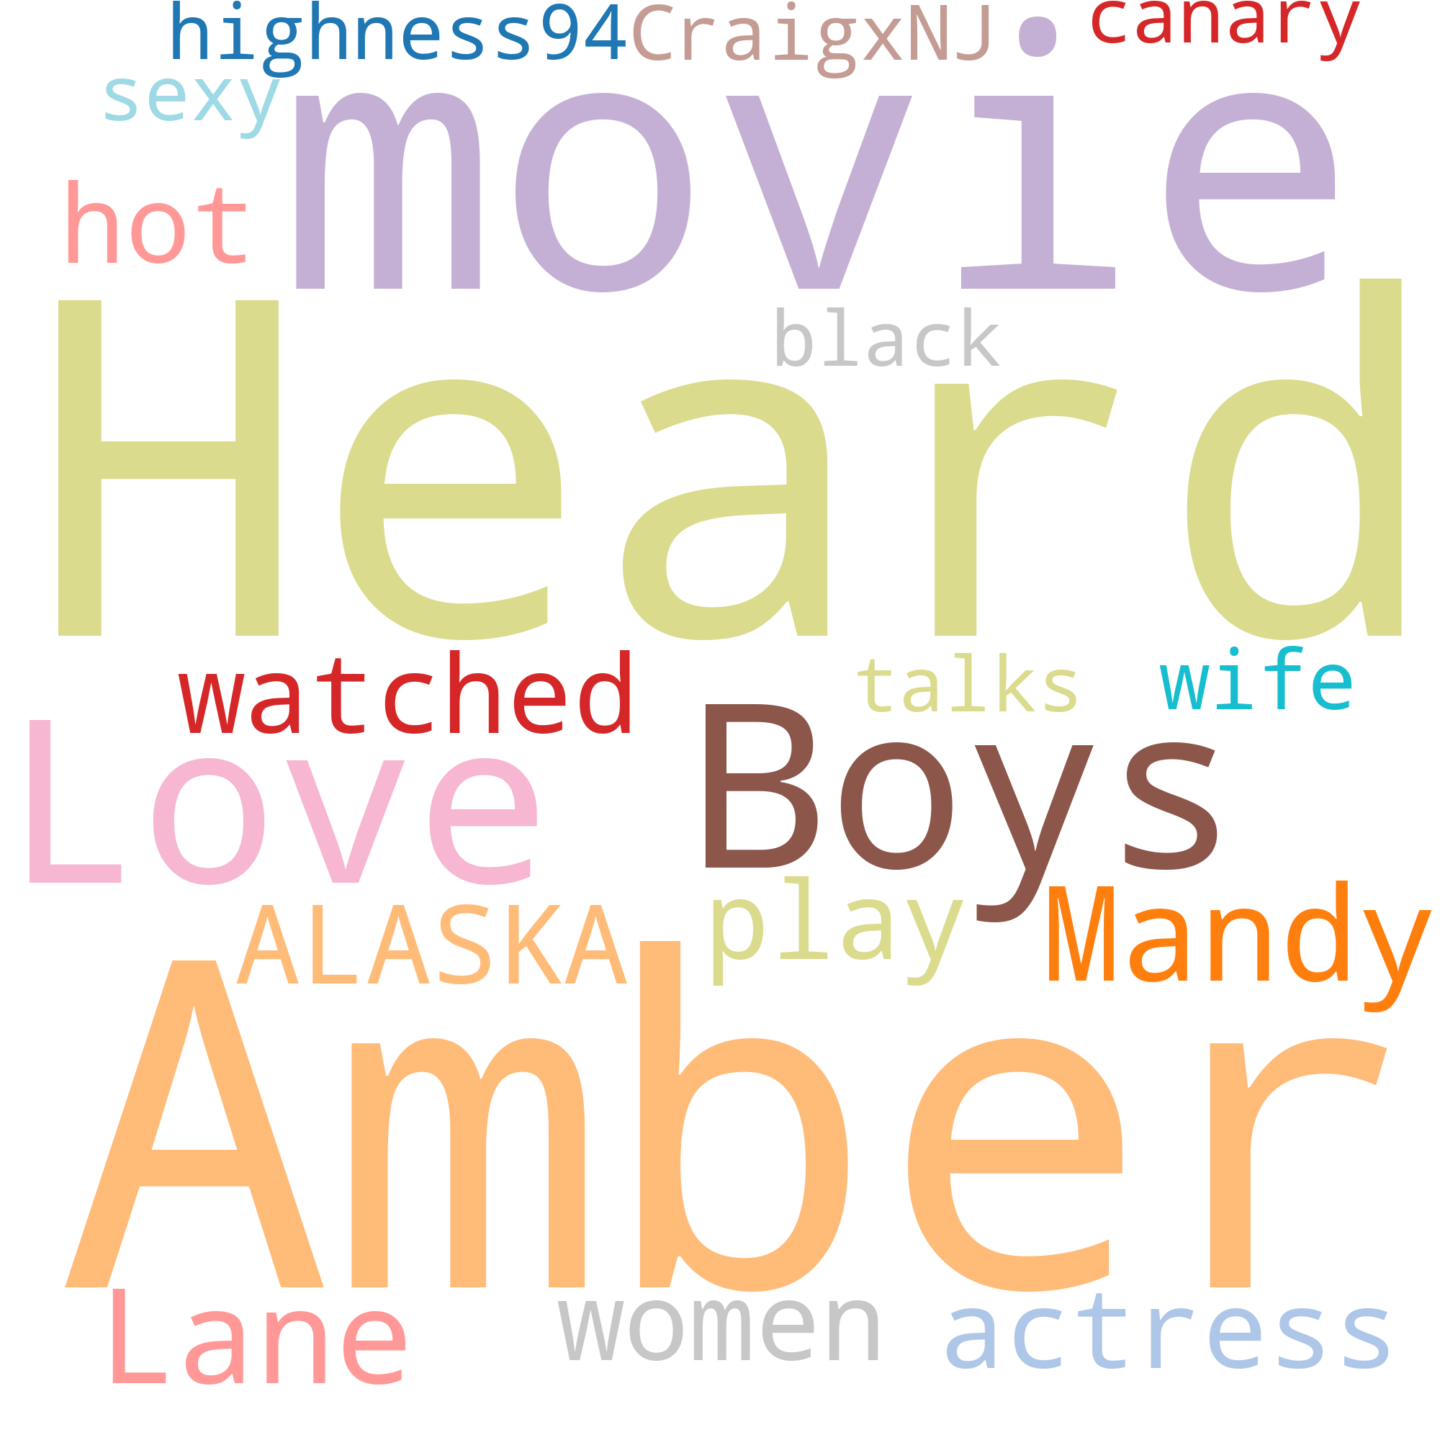 highness94 CraigxNJ canary
sexy movie
hot
black
Heard
watched talks wife
Love Boys
ALASKA play Mandy
Amber
Lane women actress